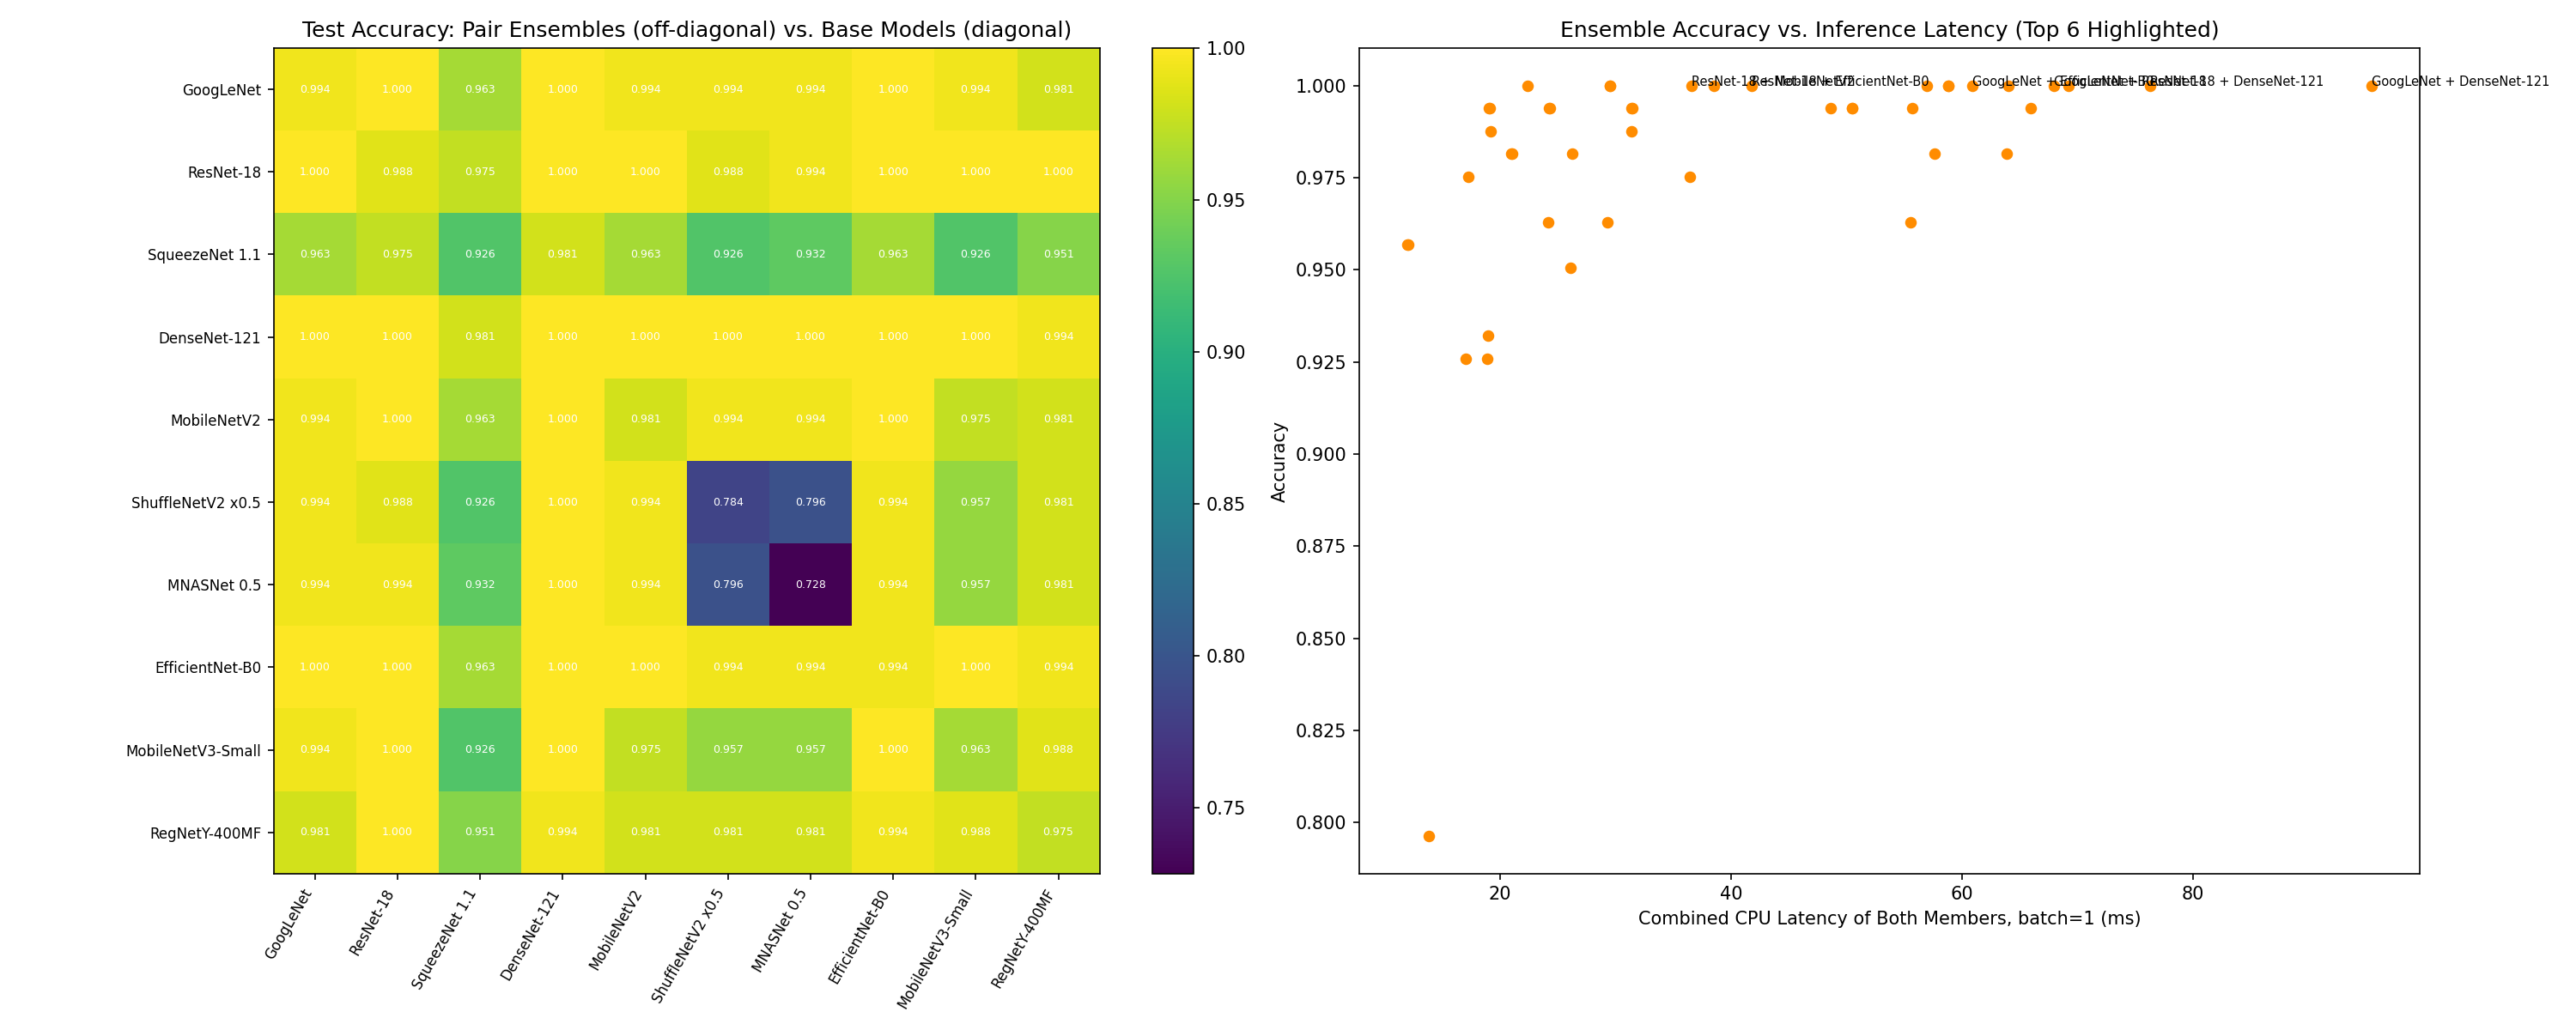 Test Accuracy: Pair Ensembles (off-diagonal) vs. Base Models (diagonal)
GoogLeNet 0.994 1.000 0.963 1.000 0.994 0.994 0.994 1.000 0.994 0.981
ResNet-18 1.000 0.988 0.975 1.000 1.000 0.988 0.994 1.000 1.000 1.000
SqueezeNet 1.1 0.963 0.975 0.926 0.981 0.963 0.926 0.932 0.963 0.926 0.951
DenseNet-121 1.000 1.000 0.981 1.000 1.000 1.000 1.000 1.000 1.000 0.994
MobileNetV2 0.994 1.000 0.963 1.000 0.981 0.994 0.994 1.000 0.975 0.981
ShuffleNetV2 x0.5 0.994 0.988 0.926 1.000 0.994 0.784 0.796 0.994 0.957 0.981
MNASNet 0.5 0.994 0.994 0.932 1.000 0.994 0.796 0.728 0.994 0.957 0.981
EfficientNet-B0 1.000 1.000 0.963 1.000 1.000 0.994 0.994 0.994 1.000 0.994
MobileNetV3-Small 0.994 1.000 0.926 1.000 0.975 0.957 0.957 1.000 0.963 0.988
RegNetY-400MF 0.981 1.000 0.951 0.994 0.981 0.981 0.981 0.994 0.988 0.975
GoogLeNet
ResNet-18
SqueezeNet 1.1
DenseNet-121
MobileNetV2
ShuffleNetV2 x0.5
MNASNet 0.5
EfficientNet-B0
MobileNetV3-Small
RegNetY-400MF
1.00
0.95
0.90
0.85
0.80
0.75
Ensemble Accuracy vs. Inference Latency (Top 6 Highlighted)
ResNet-18 + MobileNetV2
ResNet-18 + EfficientNet-B0
GoogLeNet + EfficientNet-B0
GoogLeNet + ResNet-18
ResNet-18 + DenseNet-121
GoogLeNet + DenseNet-121
Accuracy
1.000
0.975
0.950
0.925
0.900
0.875
0.850
0.825
0.800
20 40 60 80
Combined CPU Latency of Both Members, batch=1 (ms)